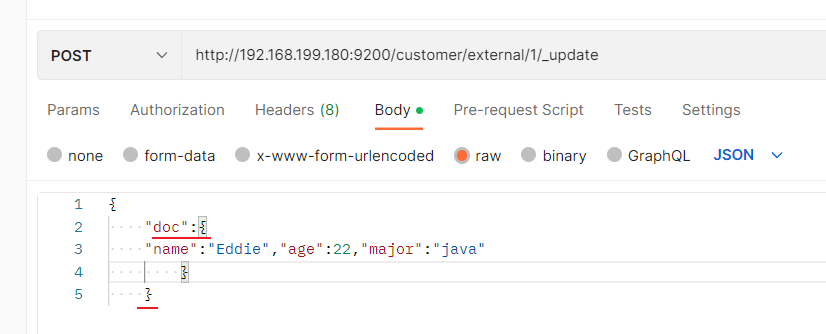 POST http://192.168.199.180:9200/customer/external/1/_update
Params Authorization Headers (8) Body Pre-request Script Tests Settings
none form-data x-www-form-urlencoded raw binary GraphQL JSON
1 {
2 "doc":{
3 "name":"Eddie","age":22,"major":"java"
4 }
5 }